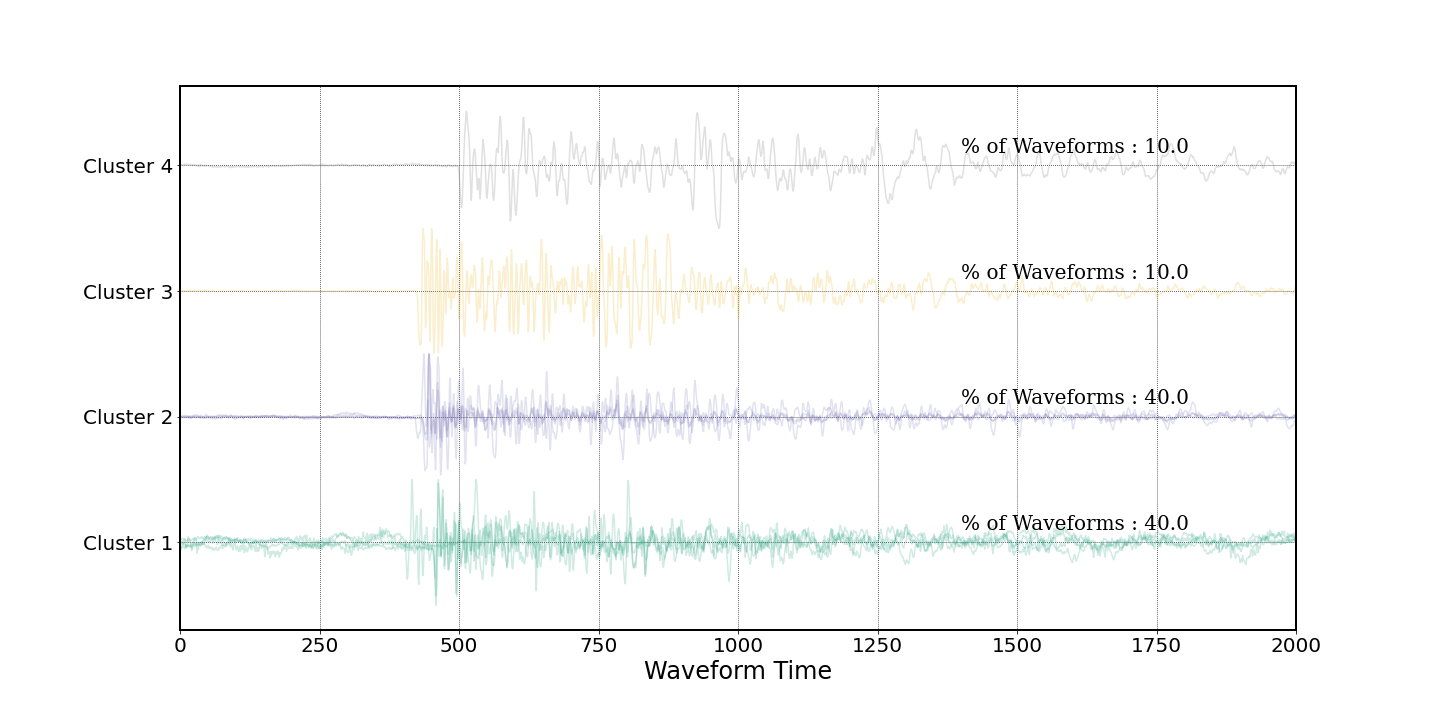 Cluster 4
% of Waveforms : 10.0
Cluster 3
% of Waveforms : 10.0
Cluster 2
% of Waveforms : 40.0
Cluster 1
% of Waveforms : 40.0
0 250 500 750 1000 1250 1500 1750 2000
Waveform Time